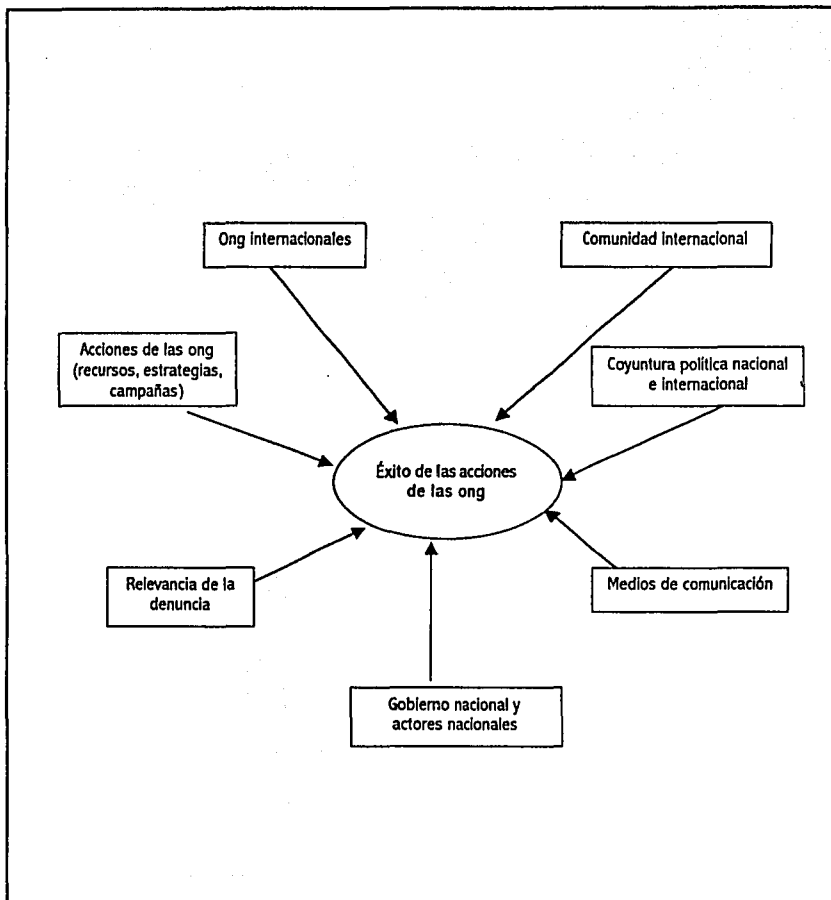 Ong internacionales
Comunidad internacional
Acciones de las ong
(recursos, estrategias,
campañas)
Coyuntura política nacional
e internacional
Éxito de las acciones
de las ong
Relevancia de la
denuncia
Medios de comunicación
Gobierno nacional y
actores nacionales